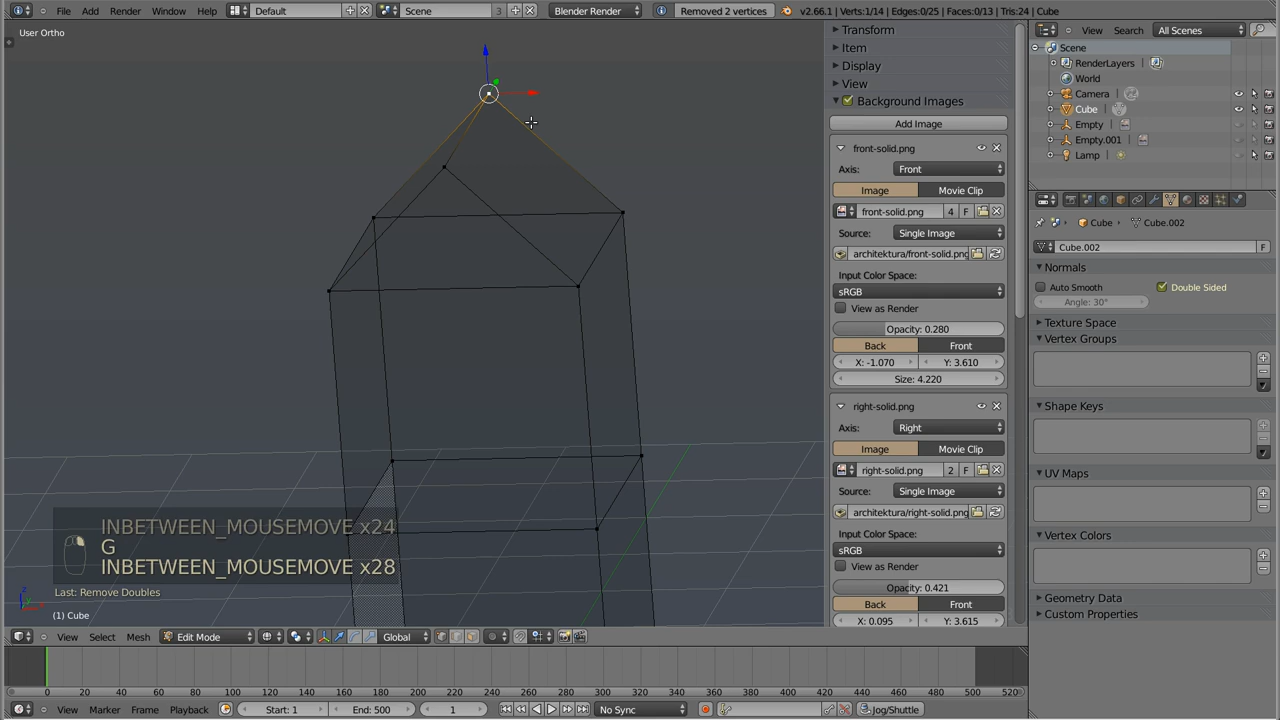 File Add Render Window Help Default Scene 3 Blender Render Removed 2 vertices v2.66.1 | Verts:1/14 | Edges:0/25 | Faces:0/13 | Tris:24 | Cube
User Ortho
INBETWEEN_MOUSEMOVE x24
G
INBETWEEN_MOUSEMOVE x28
Last: Remove Doubles
(1) Cube
View Select Mesh Edit Mode Global
Transform
Item
Display
View
Background Images
Add Image
front-solid.png
Axis: Front
Image Movie Clip
front-solid.png 4 F
Source: Single Image
architektura/front-solid.png
Input Color Space:
sRGB
View as Render
Opacity: 0.280
Back Front
X: -1.070 Y: 3.610
Size: 4.220
right-solid.png
Axis: Right
Image Movie Clip
right-solid.png 2 F
Source: Single Image
architektura/right-solid.png
Input Color Space:
sRGB
View as Render
Opacity: 0.421
Back Front
X: 0.095 Y: 3.615
View Search All Scenes
Scene
RenderLayers
World
Camera
Cube
Empty
Empty.001
Lamp
Cube Cube.002
Cube.002 F
Normals
Auto Smooth Double Sided
Angle: 30°
Texture Space
Vertex Groups
Shape Keys
UV Maps
Vertex Colors
Geometry Data
Custom Properties
0 20 40 60 80 100 120 140 160 180 200 220 240 260 280 300 320 340 360 380 400 420 440 460 480 500 520
View Marker Frame Playback Start: 1 End: 500 1 No Sync Jog/Shuttle